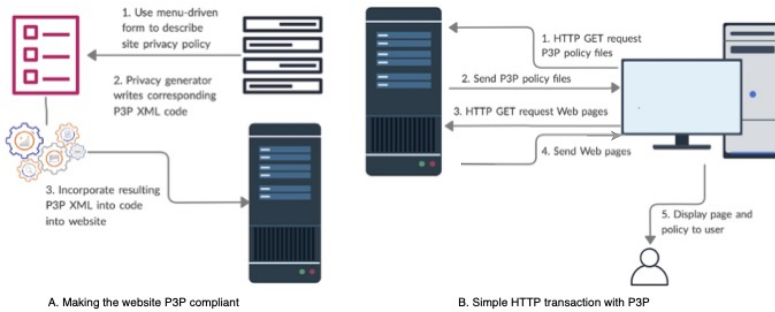 1. Use menu-driven
form to describe
site privacy policy
2. Privacy generator
writes corresponding
P3P XML code
3. Incorporate resulting
P3P XML into code
into website
A. Making the website P3P compliant
1. HTTP GET request
P3P policy files
2. Send P3P policy files
3. HTTP GET request Web pages
4. Send Web pages
5. Display page and
policy to user
B. Simple HTTP transaction with P3P